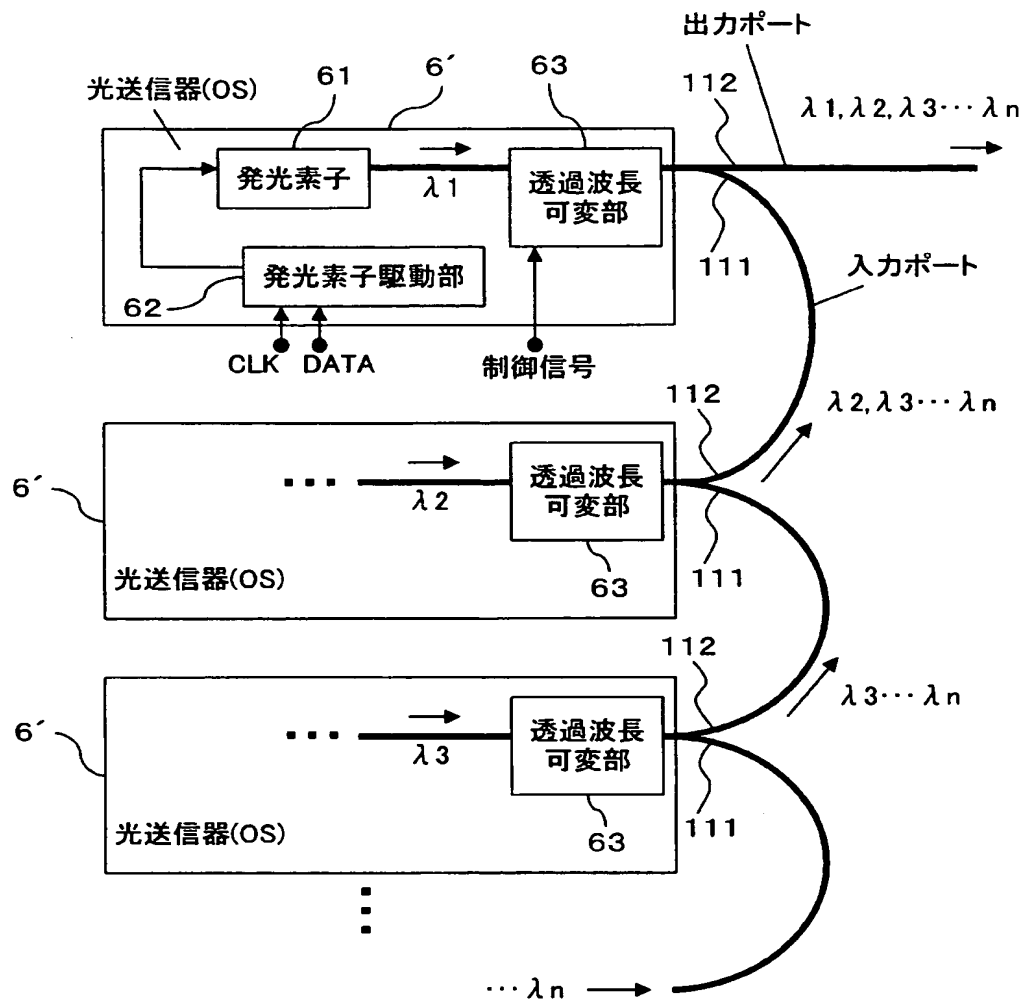 出力ポート
61
6´
63
112
光送信器(OS)
λ1,λ2,λ3···λn
発光素子
λ1
透過波長
可変部
111
入力ポート
発光素子駆動部
62
CLK
DATA
制御信号
112
λ2,λ3···λn
6´
λ2
透過波長
可変部
光送信器(OS)
63
111
112
λ3···λn
6´
λ3
透過波長
可変部
光送信器(OS)
63
111
···λn